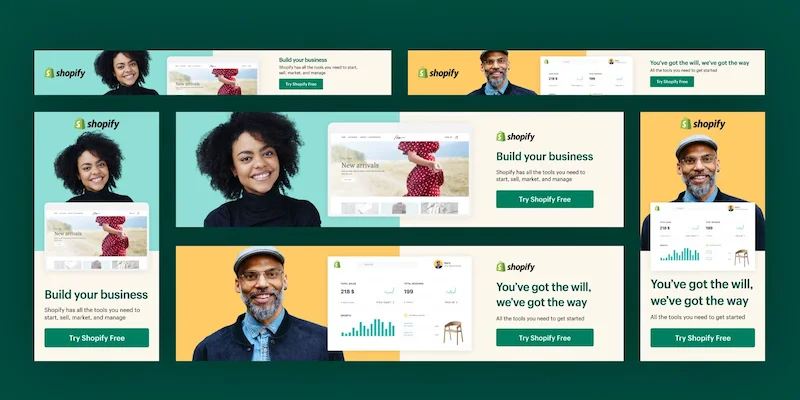 shopify
Build your business
Shopify has all the tools you need to start,
sell, market, and manage
Try Shopify Free
New arrivals
shopify
You've got the will, we've got the way
All the tools you need to get started
Try Shopify Free
shopify
New arrivals
Build your business
Shopify has all the tools you need to
start, sell, market, and manage
Try Shopify Free
New arrivals
shopify
Build your business
Shopify has all the tools you need to
start, sell, market, and manage
Try Shopify Free
218 $
199
shopify
You've got the will,
we've got the way
All the tools you need to get started
Try Shopify Free
shopify
218 $
199
You've got the will,
we've got the way
All the tools you need to get started
Try Shopify Free